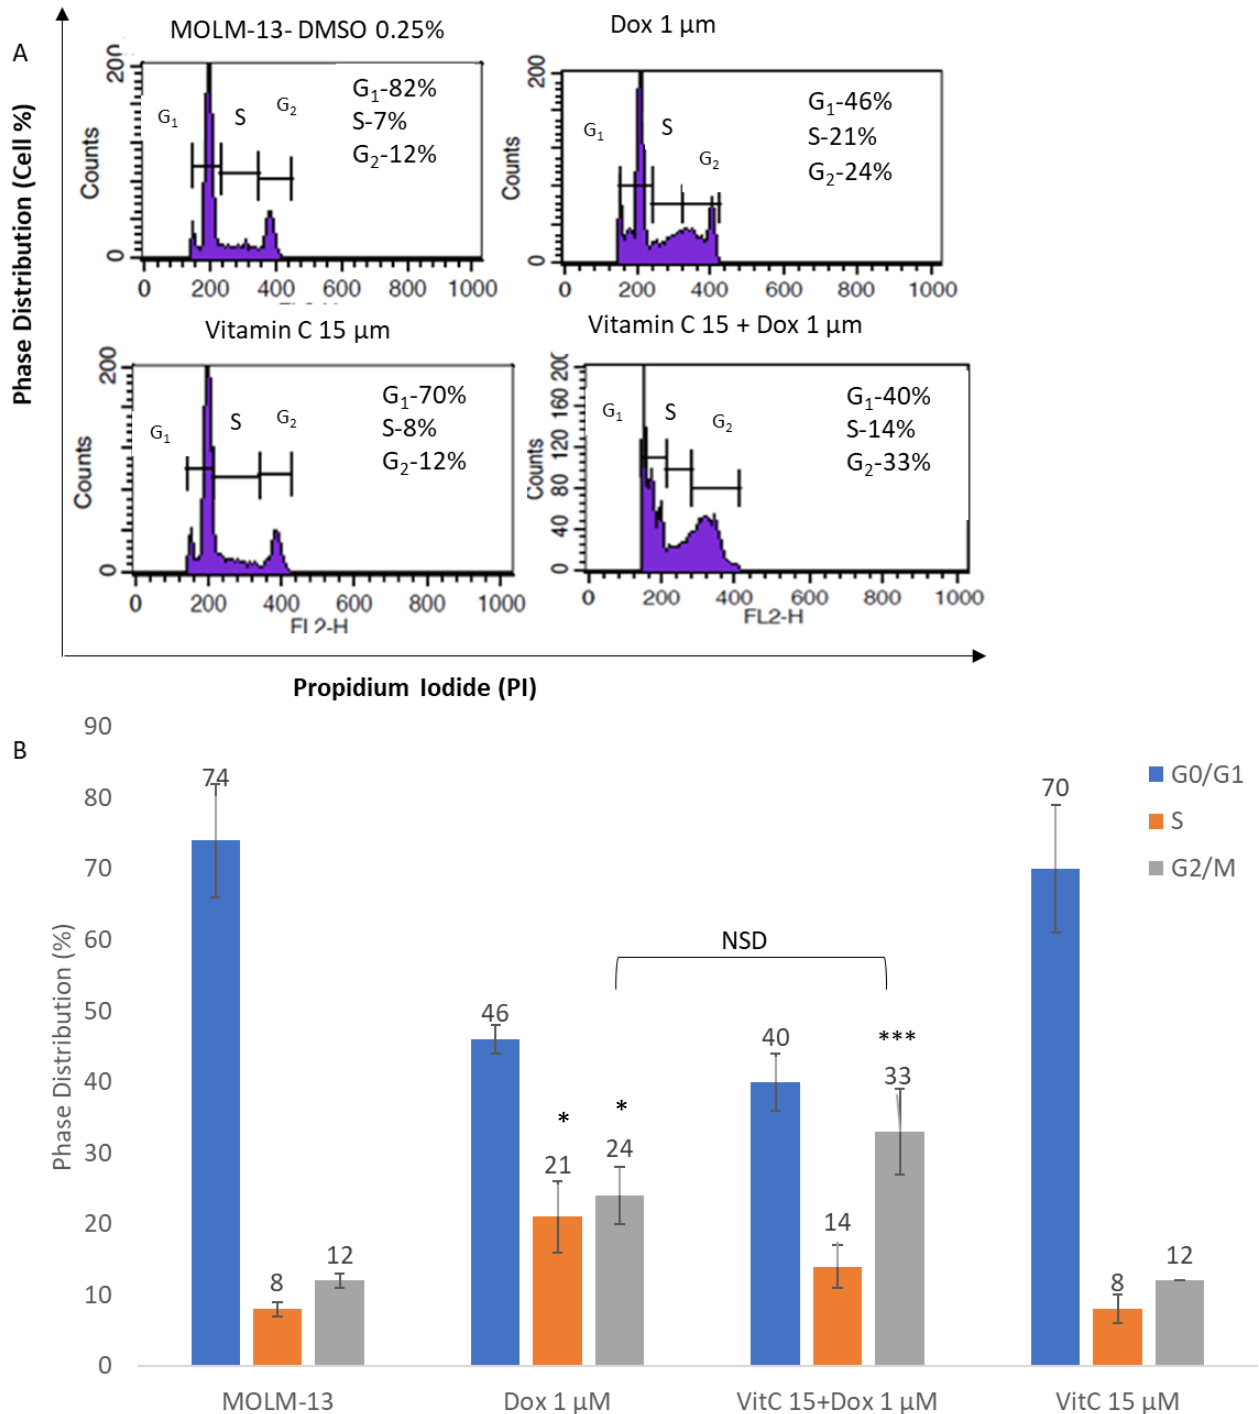 A
Phase Distribution (Cell %)
MOLM-13- DMSO 0.25%
200
Counts
0
G1
S
G2
G1-82%
S-7%
G2-12%
0 200 400 600 800 1000
Dox 1 µm
200
Counts
0
G1
S
G2
G1-46%
S-21%
G2-24%
0 200 400 600 800 1000
Vitamin C 15 µm
200
Counts
0
G1
S
G2
G1-70%
S-8%
G2-12%
0 200 400 600 800 1000
FL2-H
Vitamin C 15 + Dox 1 µm
200
160
120
80
40
0
Counts
G1
S
G2
G1-40%
S-14%
G2-33%
0 200 400 600 800 1000
FL2-H
Propidium Iodide (PI)
B
Phase Distribution (%)
90
80
70
60
50
40
30
20
10
0
74
8
12
46
* 21
* 24
NSD
40
14
***
33
70
8
12
G0/G1
S
G2/M
MOLM-13
Dox 1 µM
VitC 15+Dox 1 µM
VitC 15 µM